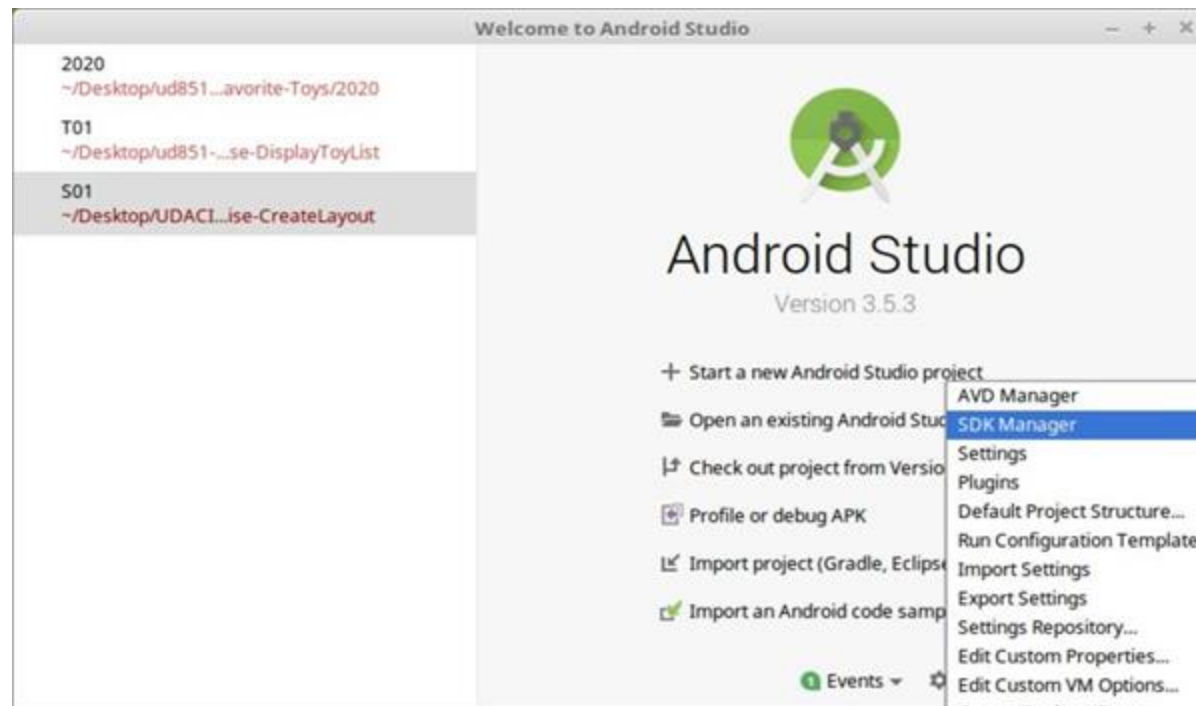 Welcome to Android Studio
2020
~/Desktop/ud851...avorite-Toys/2020
T01
~/Desktop/ud851-...se-DisplayToyList
S01
~/Desktop/UDACI...ise-CreateLayout
Android Studio
Version 3.5.3
Start a new Android Studio project
Open an existing Android Stud
Check out project from Versio
Profile or debug APK
Import project (Gradle, Eclipse
Import an Android code samp
1 Events
AVD Manager
SDK Manager
Settings
Plugins
Default Project Structure...
Run Configuration Template
Import Settings
Export Settings
Settings Repository...
Edit Custom Properties...
Edit Custom VM Options...